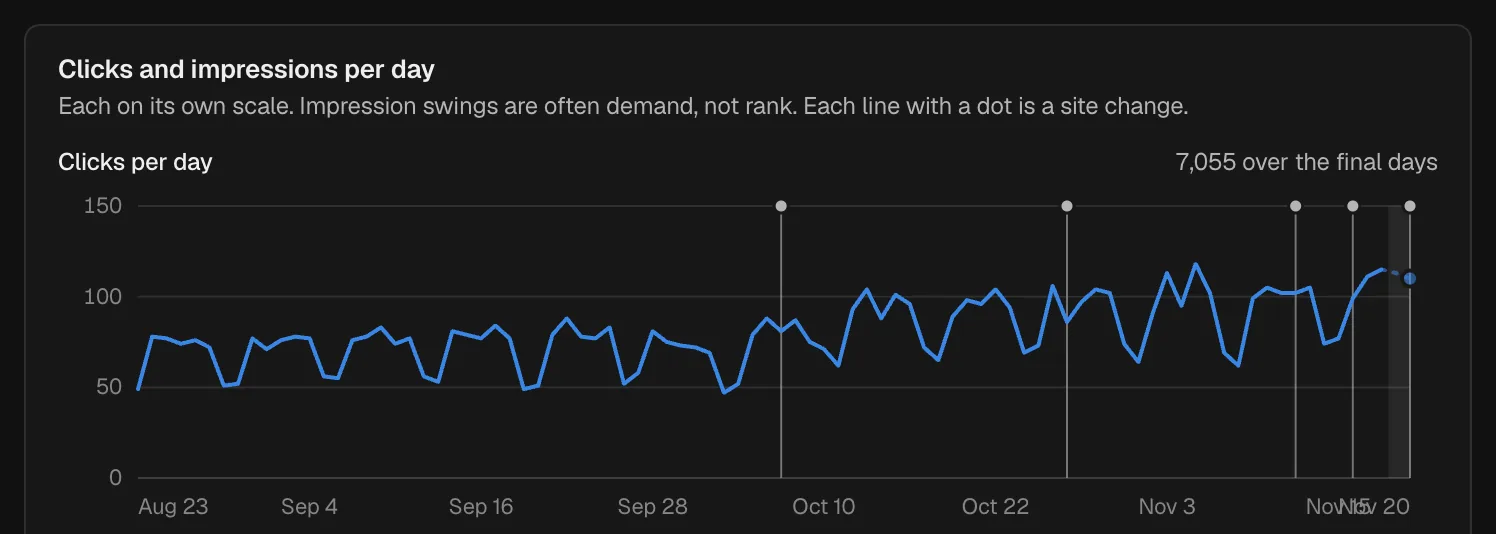 Clicks and impressions per day
Each on its own scale. Impression swings are often demand, not rank. Each line with a dot is a site change.
Clicks per day
7,055 over the final days
150
100
50
0
Aug 23 Sep 4 Sep 16 Sep 28 Oct 10 Oct 22 Nov 3 Nov 15 Nov 20